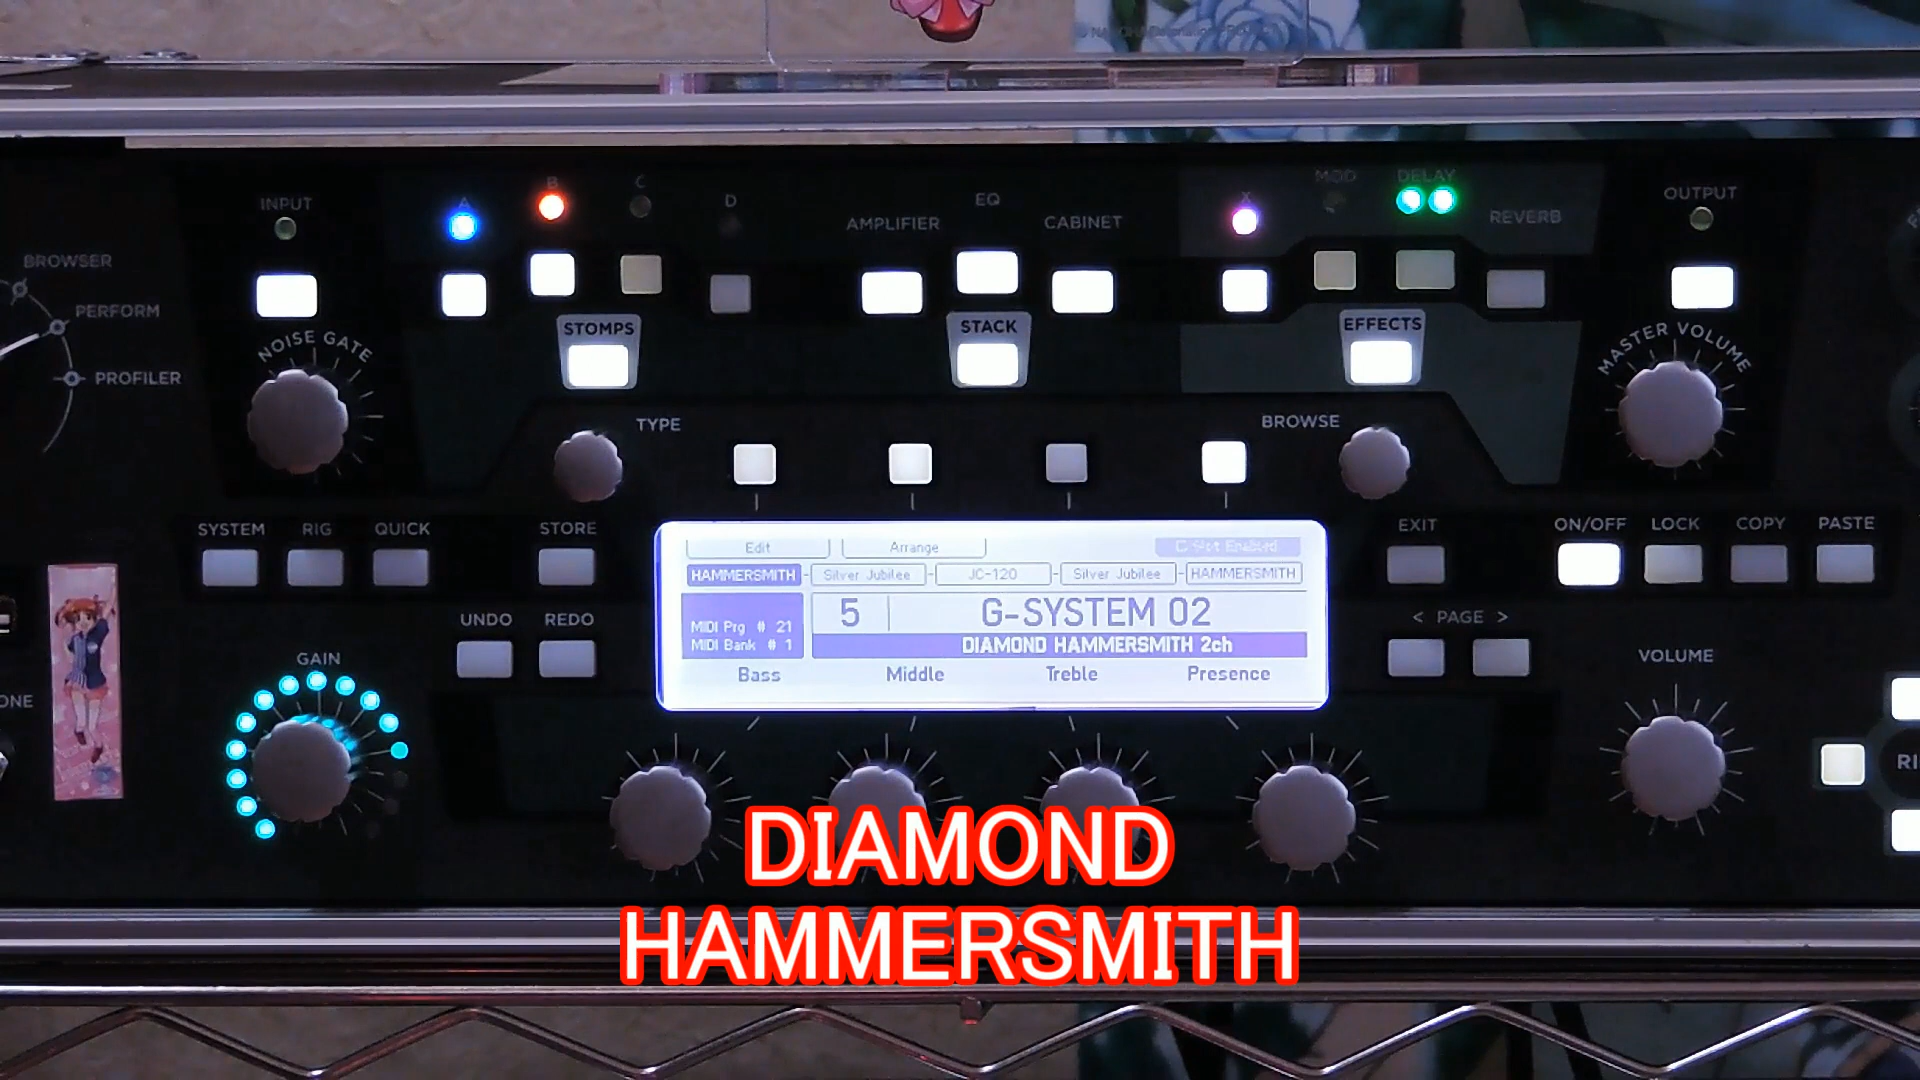 INPUT
A
B
C
D
AMPLIFIER
EQ
CABINET
X
MOD
DELAY
REVERB
OUTPUT
BROWSER
PERFORM
PROFILER
NOISE GATE
STOMPS
STACK
EFFECTS
MASTER VOLUME
TYPE
BROWSE
SYSTEM
RIG
QUICK
STORE
EXIT
ON/OFF
LOCK
COPY
PASTE
UNDO
REDO
< PAGE >
Edit
Arrange
HAMMERSMITH
Silver Jubilee
JC-120
Silver Jubilee
HAMMERSMITH
MIDI Prg # 21
MIDI Bank # 1
5
G-SYSTEM 02
DIAMOND HAMMERSMITH 2ch
Bass
Middle
Treble
Presence
GAIN
VOLUME
DIAMOND
HAMMERSMITH